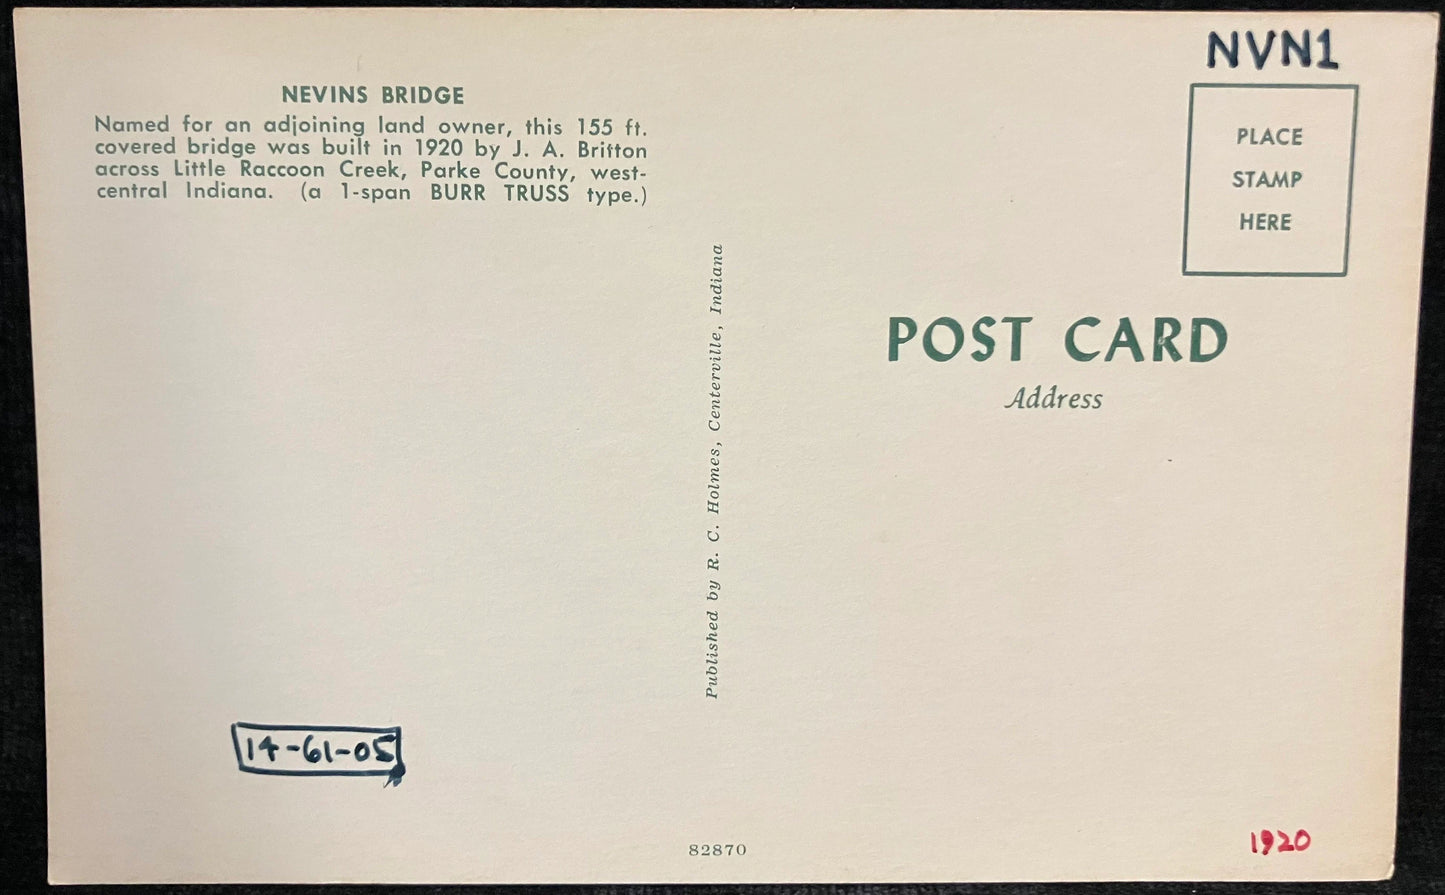 NVN1
NEVINS BRIDGE
Named for an adjoining land owner, this 155 ft.
covered bridge was built in 1920 by J. A. Britton
across Little Raccoon Creek, Parke County, west-
central Indiana. (a 1-span BURR TRUSS type.)
PLACE
STAMP
HERE
Published by R. C. Holmes, Centerville, Indiana
POST CARD
Address
14-61-05
82870
1920